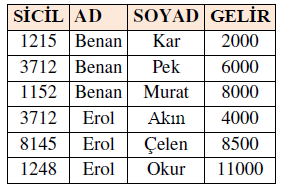 SİCİL AD SOYAD GELİR
1215 Benan Kar 2000
3712 Benan Pek 6000
1152 Benan Murat 8000
3712 Erol Akın 4000
8145 Erol Çelen 8500
1248 Erol Okur 11000